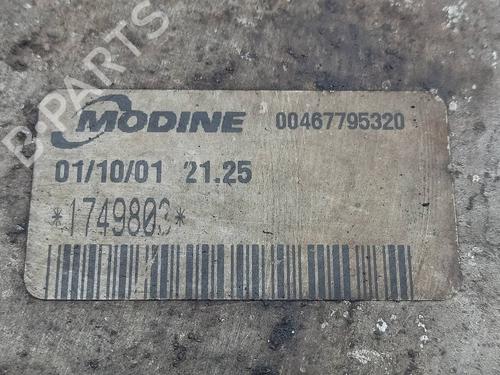 B-PARTS
MODINE 00467795320
01/10/01 21.25
*1749803*